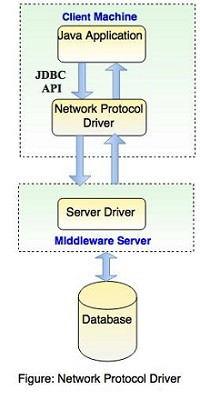 Client Machine
Java Application
JDBC
API
Network Protocol
Driver
Server Driver
Middleware Server
Database
Figure: Network Protocol Driver